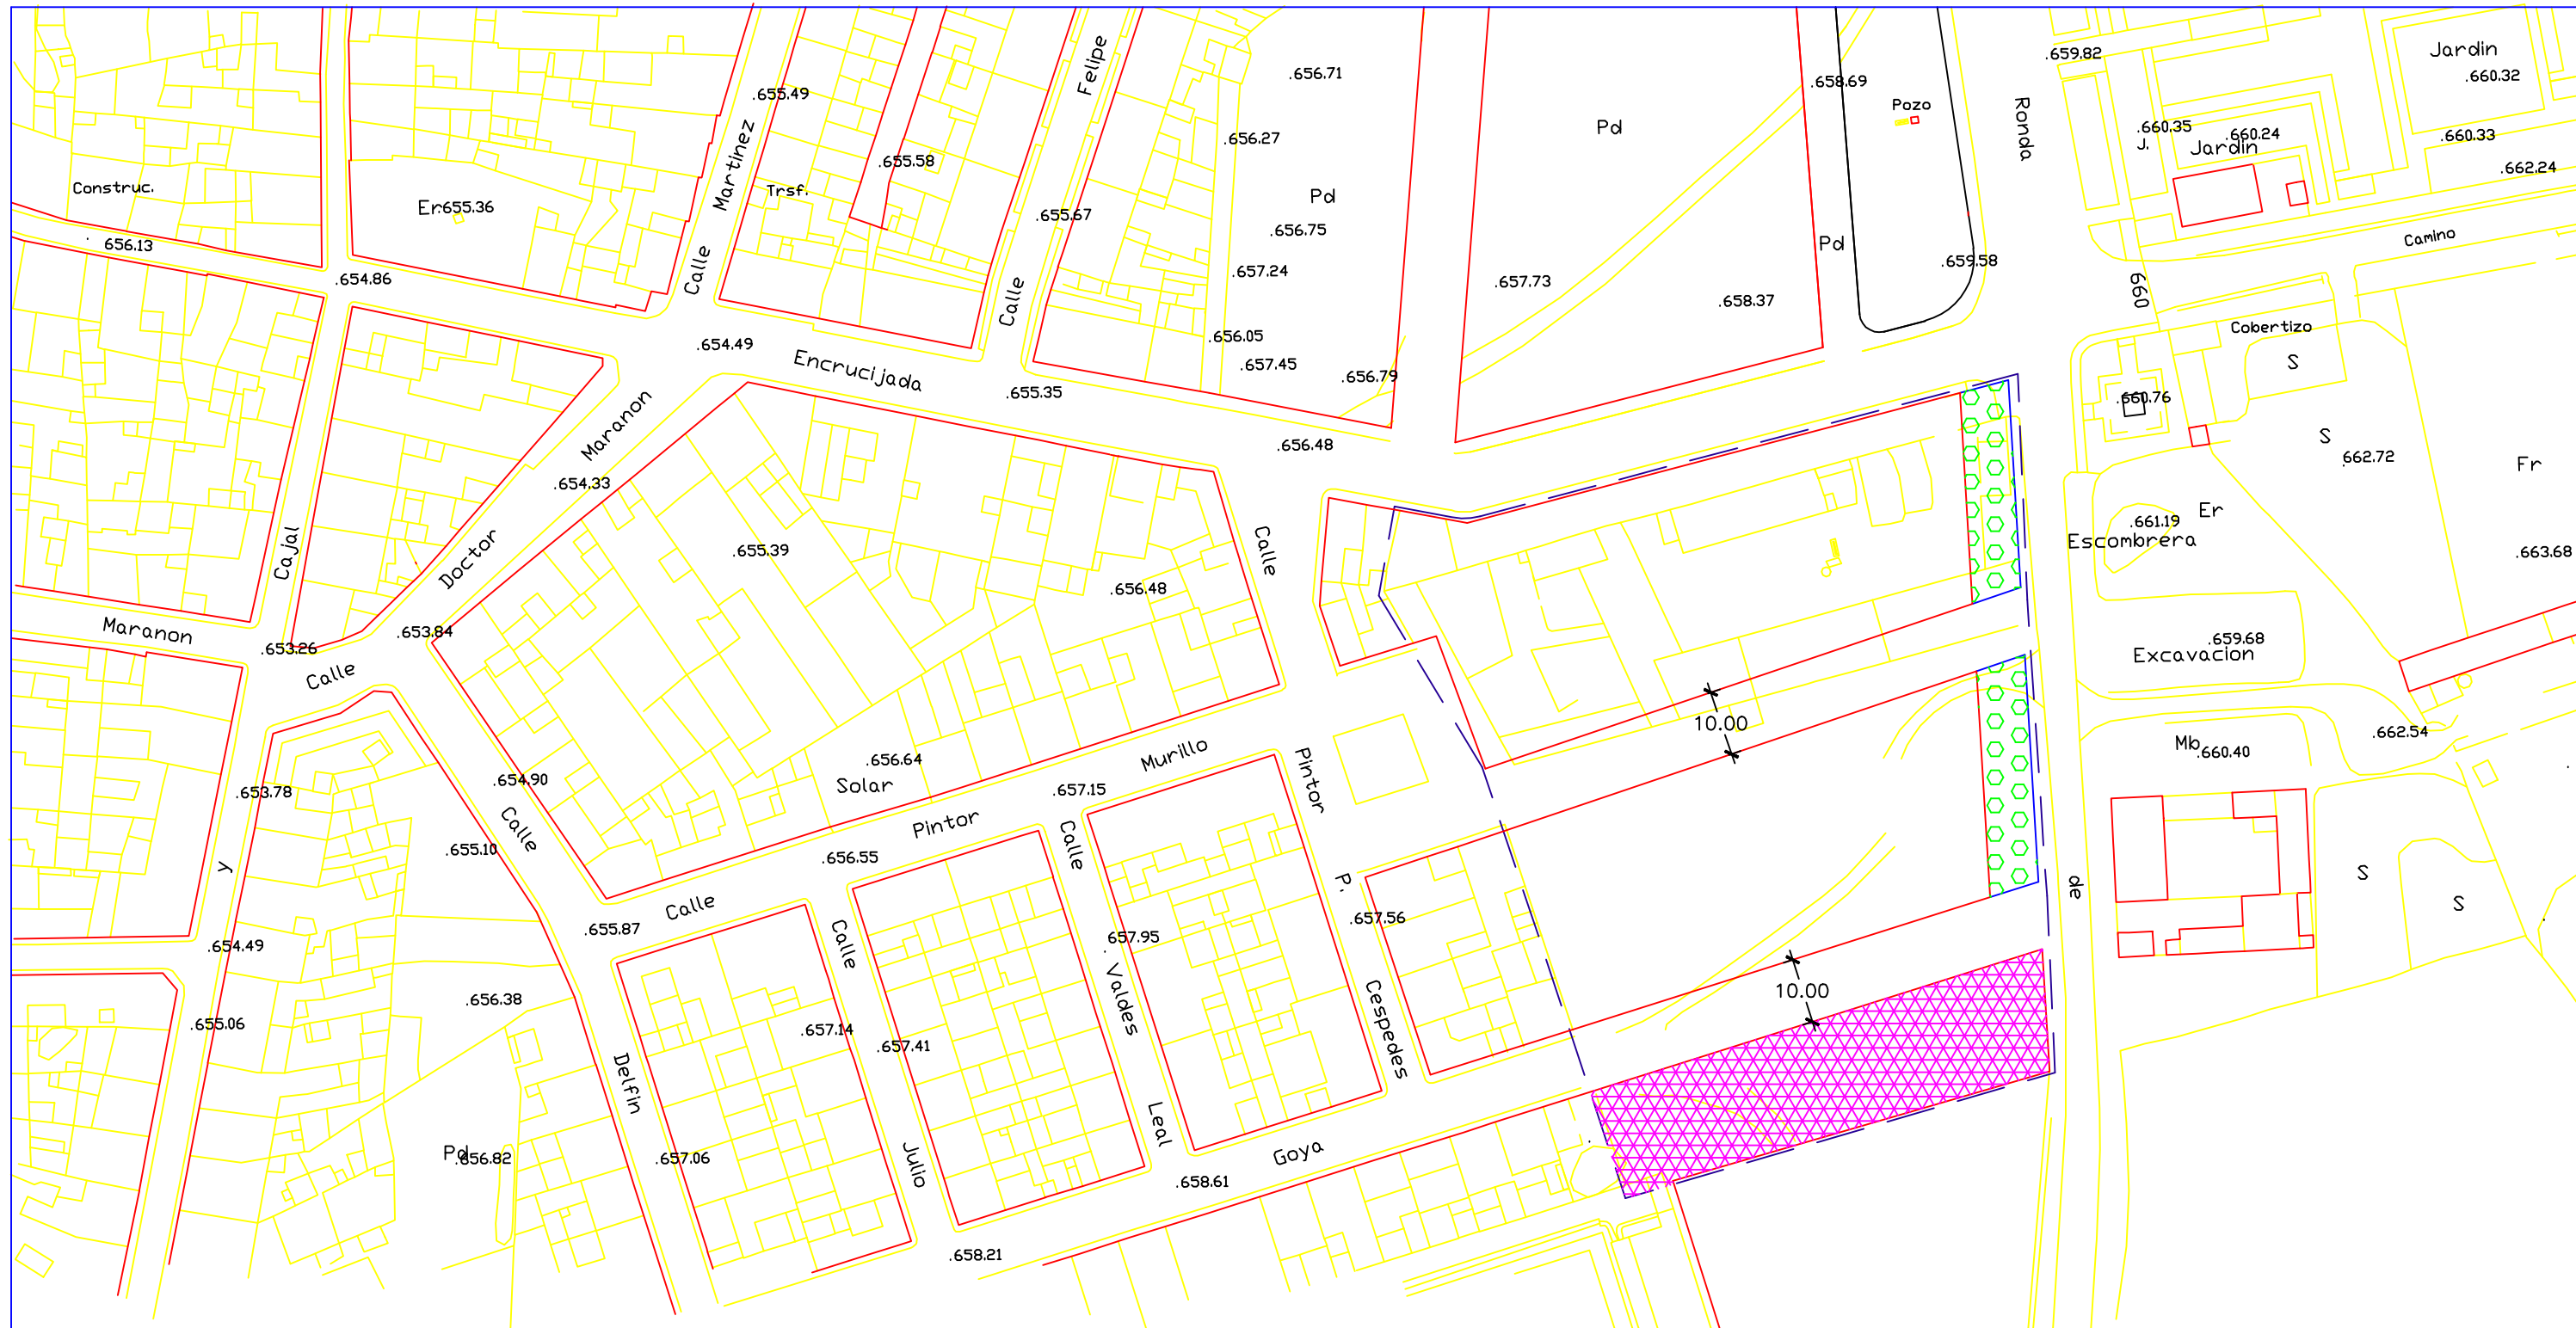 .659.82
Jardin
.660.32
Felipe
.656.71
.658.69
Pozo
.655.49
Ronda
Pd
.660.35
.660.24
.660.33
J.
Jardin
.656.27
.655.58
Martinez
.662.24
Construc.
Trsf.
Pd
Er.655.36
.655.67
.656.75
Camino
656.13
Pd
.659.58
.657.24
.654.86
Calle
.657.73
660
.658.37
Calle
Cobertizo
.656.05
.654.49
Encrucijada
.657.45
S
.656.79
.655.35
.660.76
Maranon
S
.656.48
.662.72
Fr
.654.33
.661.19
Er
Escombrera
.655.39
Calle
Cajal
Doctor
.663.68
.656.48
Maranon
.653.84
.653.26
.659.68
Excavacion
Calle
10.00
.662.54
Mb
.660.40
Murillo
.656.64
Pintor
.654.90
Solar
.657.15
.653.78
Calle
Pintor
Calle
.655.10
.656.55
y
P.
S
de
S
Calle
.657.56
.655.87
Calle
.657.95
.654.49
Valdes
10.00
.656.38
Cespedes
.655.06
.657.14
.657.41
Delfin
Leal
Goya
Pd
.656.82
.657.06
Julio
.658.61
.658.21